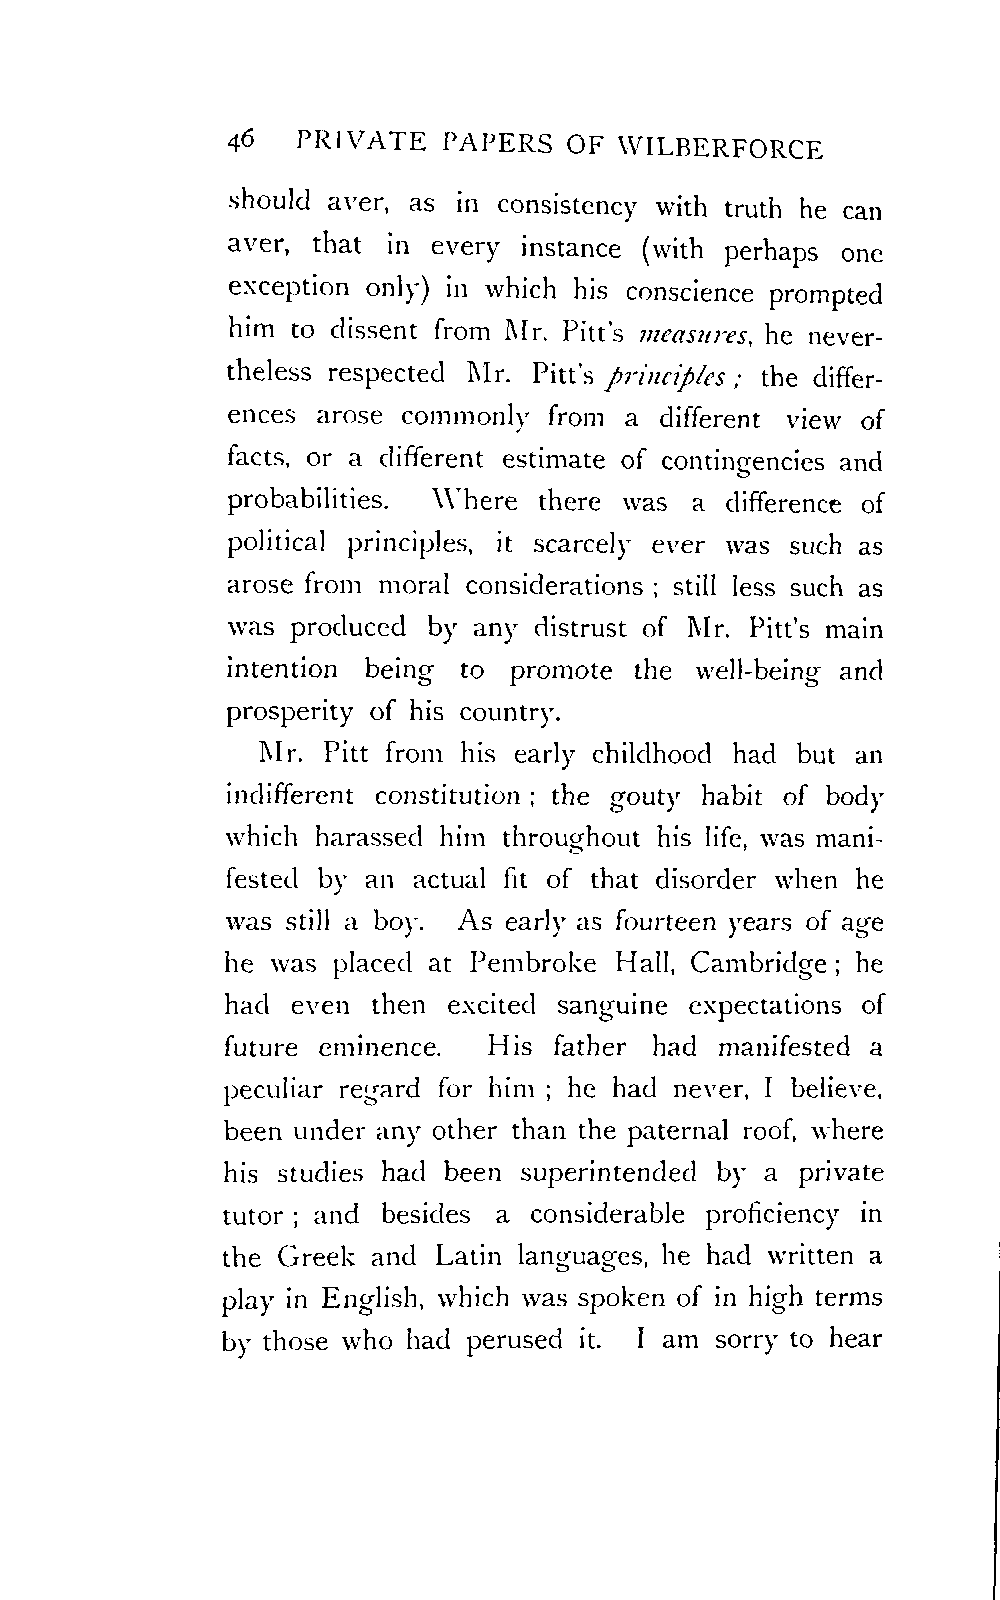 46 PRIVATE PAPERS OF WILBERFORCE
should aver, as in consistency with truth he can
aver, that in every instance (with perhaps one
exception only) in which his conscience prompted
him to dissent from Mr. Pitt's measures, he never-
theless respected Mr. Pitt's principles; the differ-
ences arose commonly from a different view of
facts, or a different estimate of contingencies and
probabilities. Where there was a difference of
political principles, it scarcely ever was such as
arose from moral considerations; still less such as
was produced by any distrust of Mr. Pitt's main
intention being to promote the well-being and
prosperity of his country.
Mr. Pitt from his early childhood had but an
indifferent constitution; the gouty habit of body
which harassed him throughout his life, was mani-
fested by an actual fit of that disorder when he
was still a boy. As early as fourteen years of age
he was placed at Pembroke Hall, Cambridge; he
had even then excited sanguine expectations of
future eminence. His father had manifested a
peculiar regard for him; he had never, I believe,
been under any other than the paternal roof, where
his studies had been superintended by a private
tutor; and besides a considerable proficiency in
the Greek and Latin languages, he had written a
play in English, which was spoken of in high terms
by those who had perused it. I am sorry to hear